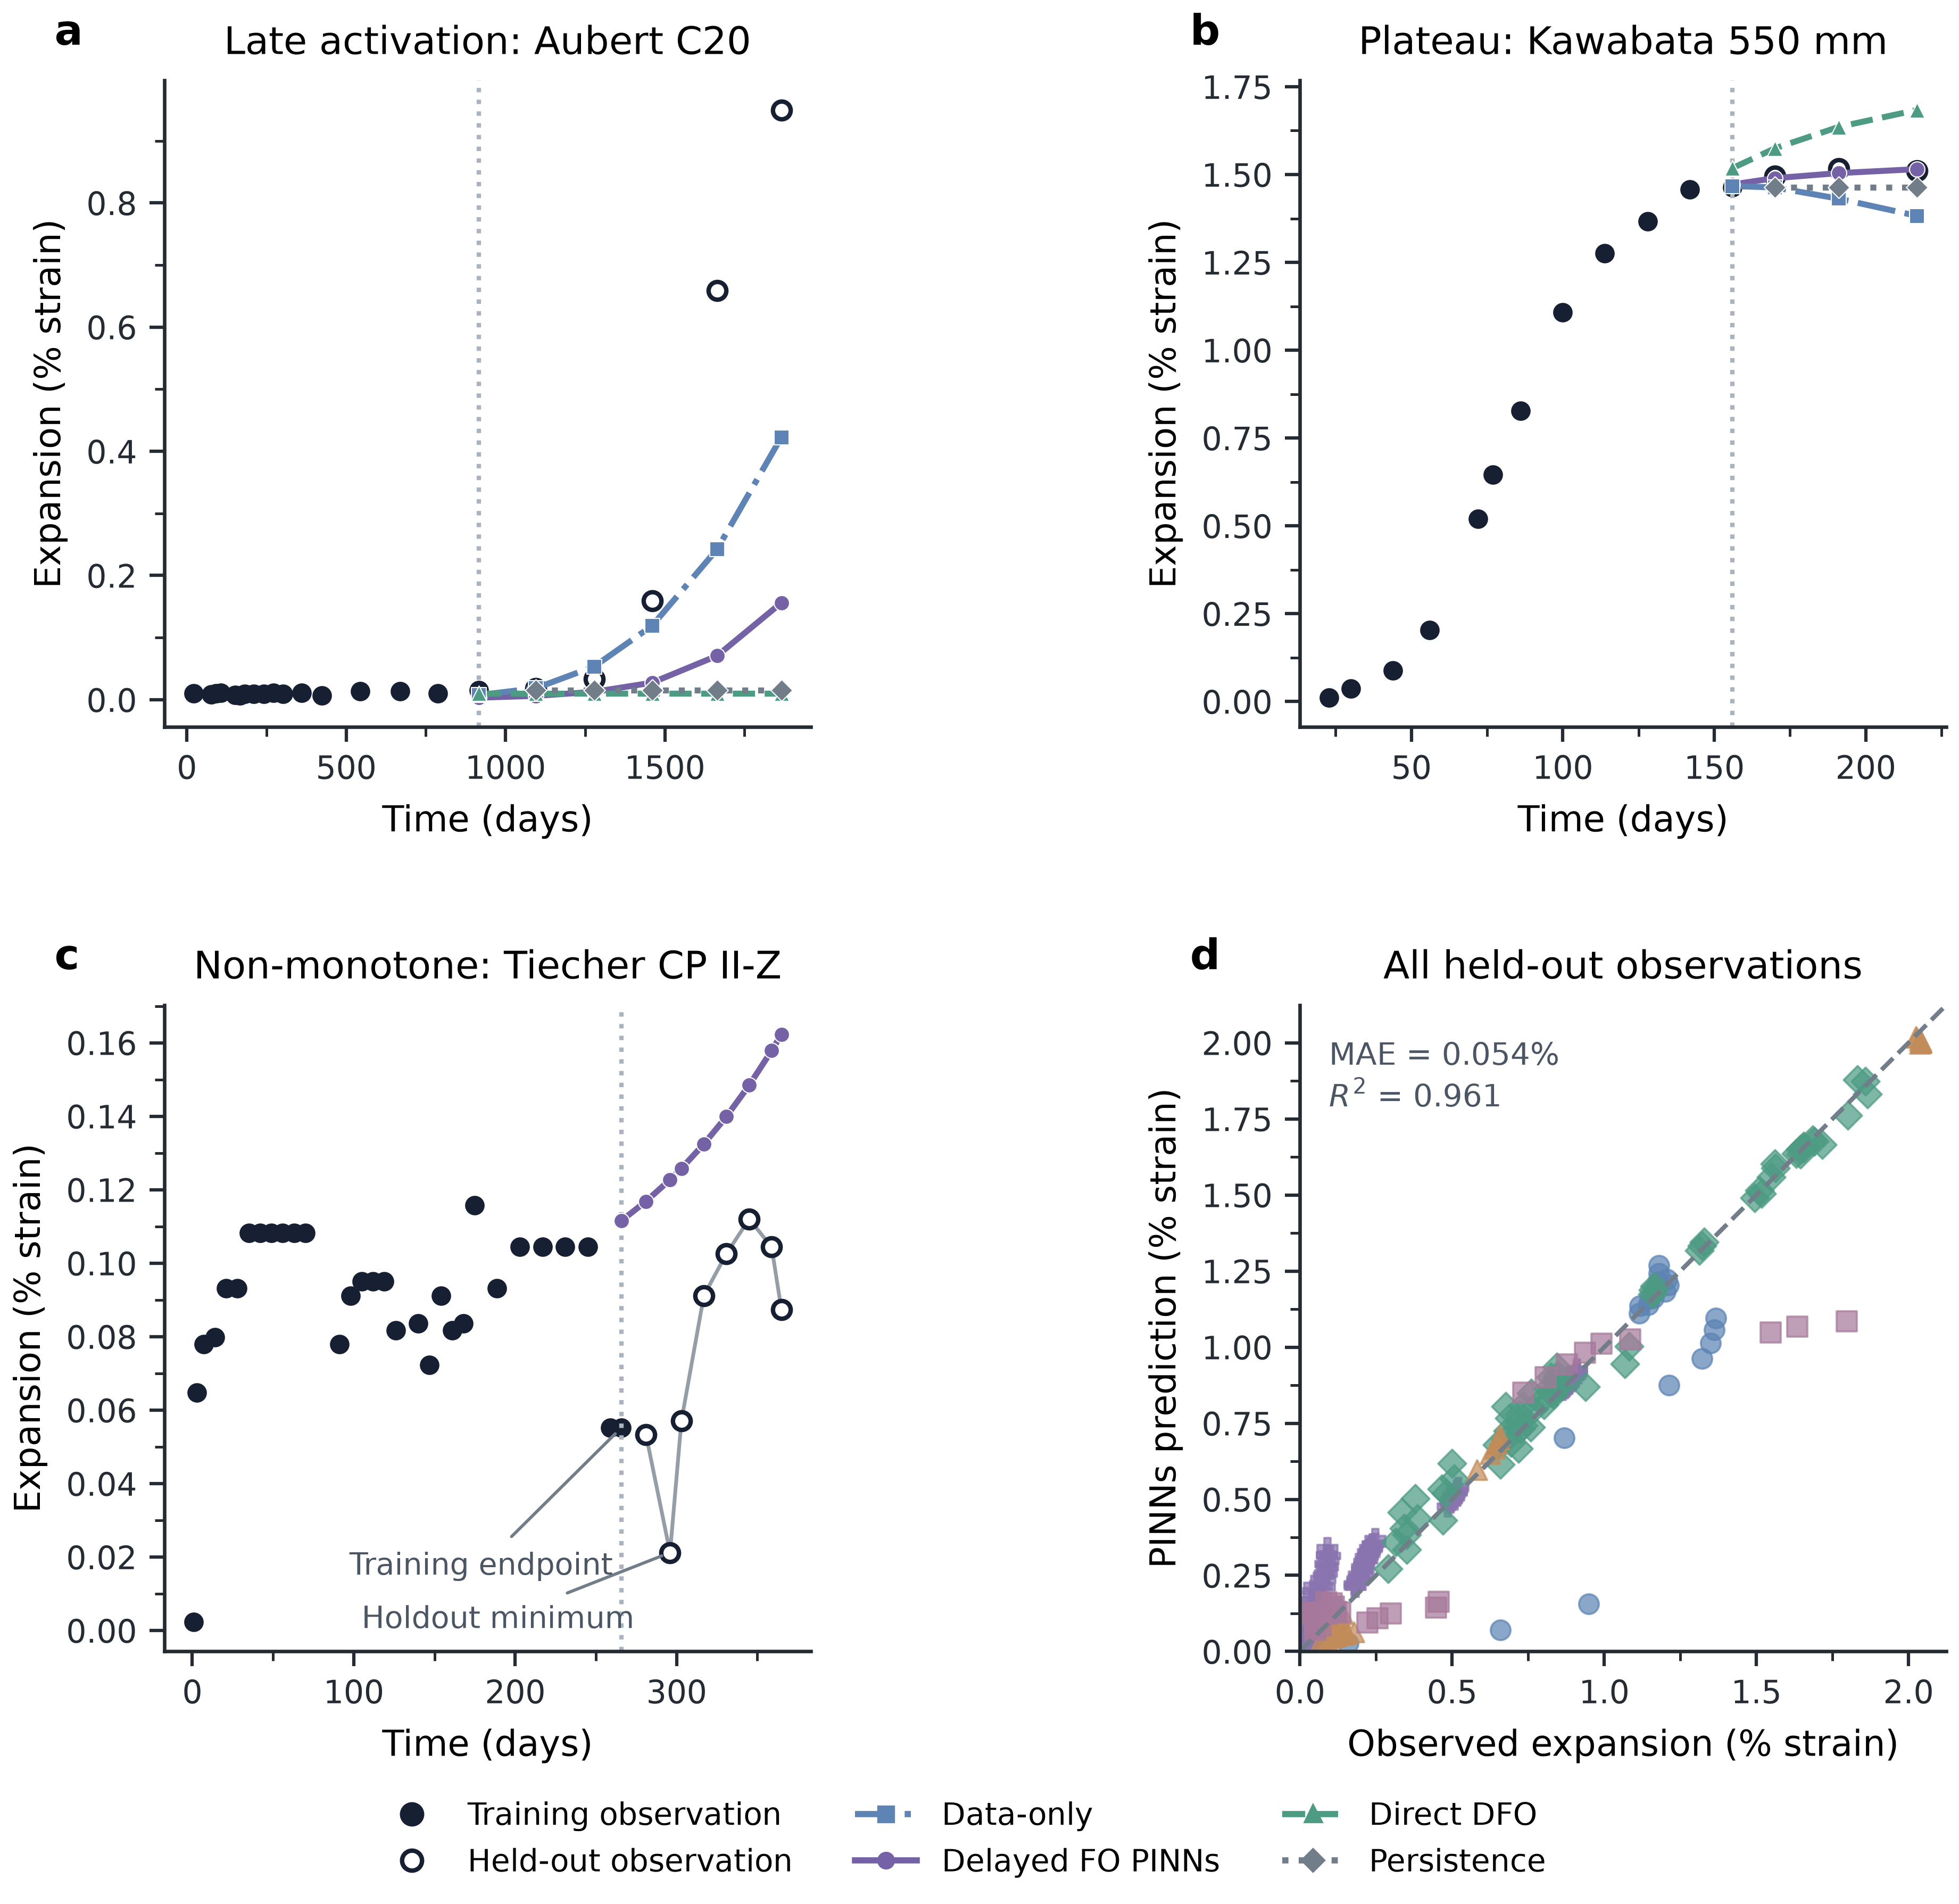 a
Late activation: Aubert C20
Expansion (% strain)
0.8
0.6
0.4
0.2
0.0
0 500 1000 1500
Time (days)
b
Plateau: Kawabata 550 mm
Expansion (% strain)
1.75
1.50
1.25
1.00
0.75
0.50
0.25
0.00
50 100 150 200
Time (days)
c
Non-monotone: Tiecher CP II-Z
Expansion (% strain)
0.16
0.14
0.12
0.10
0.08
0.06
0.04
0.02
0.00
Training endpoint
Holdout minimum
0 100 200 300
Time (days)
d
All held-out observations
MAE = 0.054%
R² = 0.961
PINNs prediction (% strain)
2.00
1.75
1.50
1.25
1.00
0.75
0.50
0.25
0.00
0.0 0.5 1.0 1.5 2.0
Observed expansion (% strain)
Training observation
Held-out observation
Data-only
Delayed FO PINNs
Direct DFO
Persistence